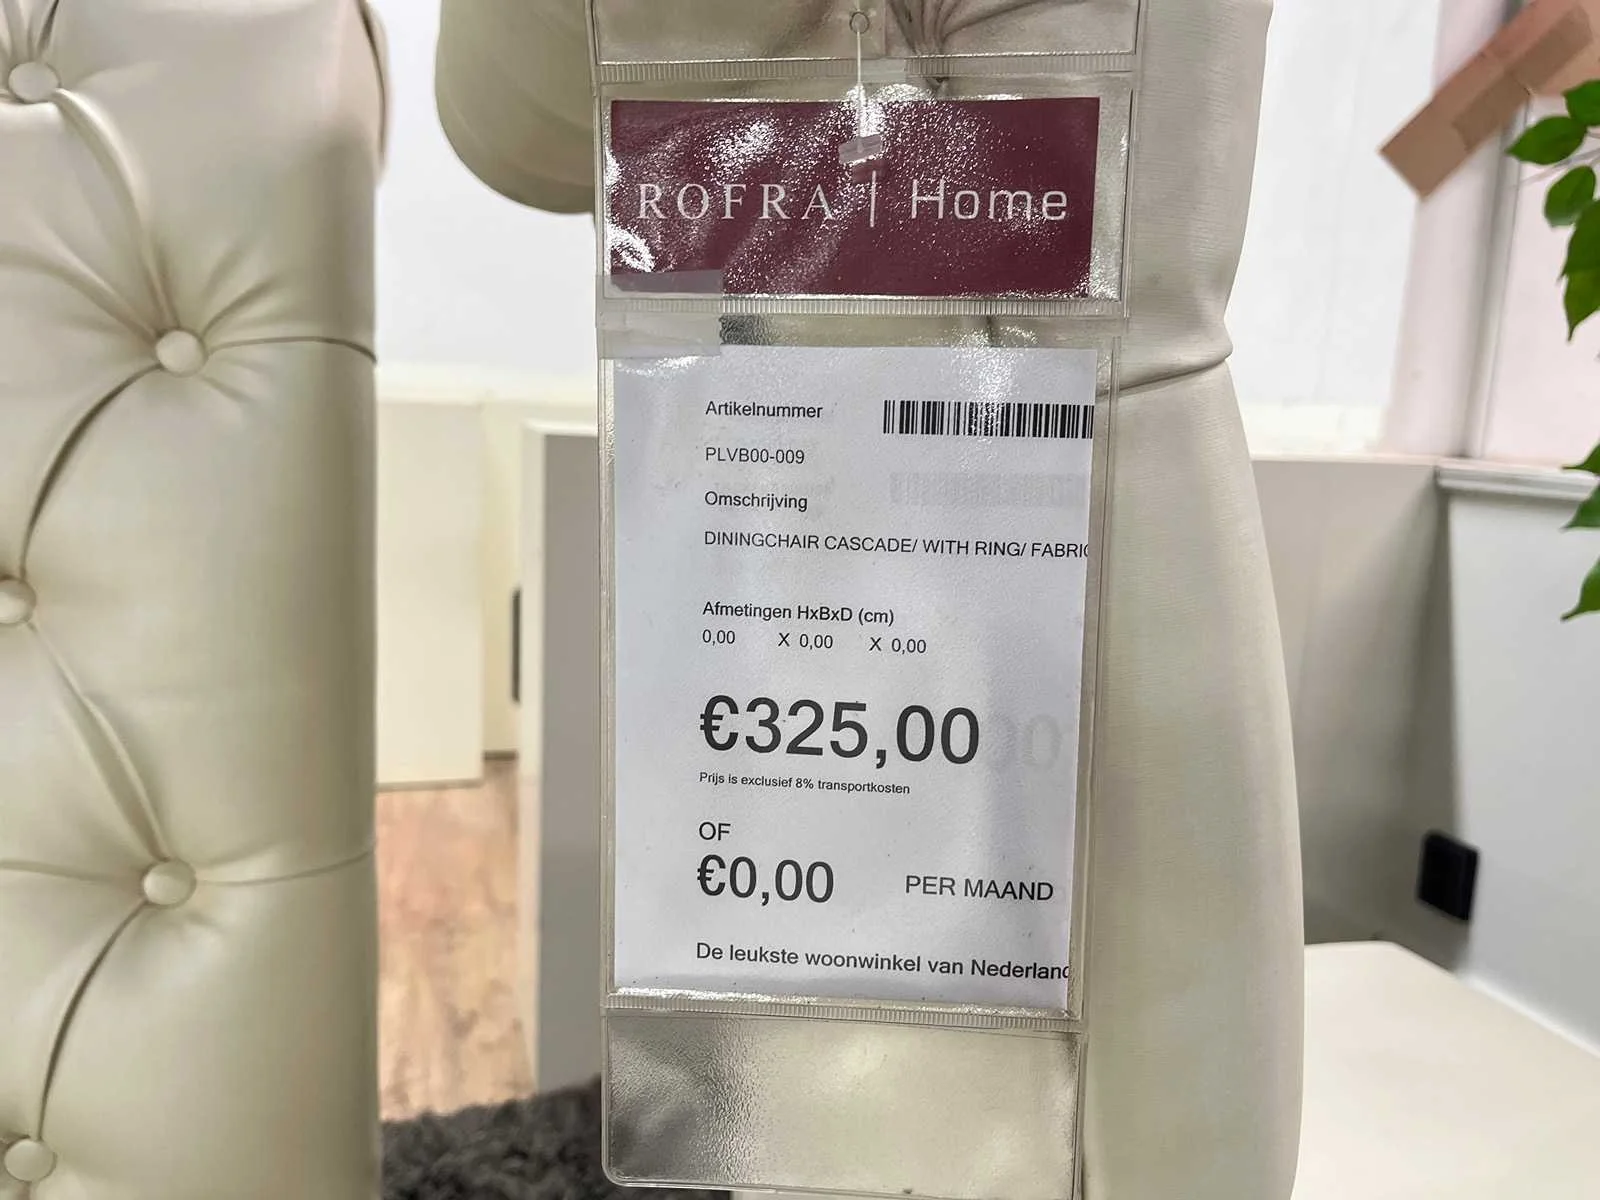 ROFRA | Home
Artikelnummer
PLVB00-009
Omschrijving
DININGCHAIR CASCADE/ WITH RING/ FABRIC
Afmetingen HxBxD (cm)
0,00 X 0,00 X 0,00
€325,00
Prijs is exclusief 8% transportkosten
OF
€0,00 PER MAAND
De leukste woonwinkel van Nederland